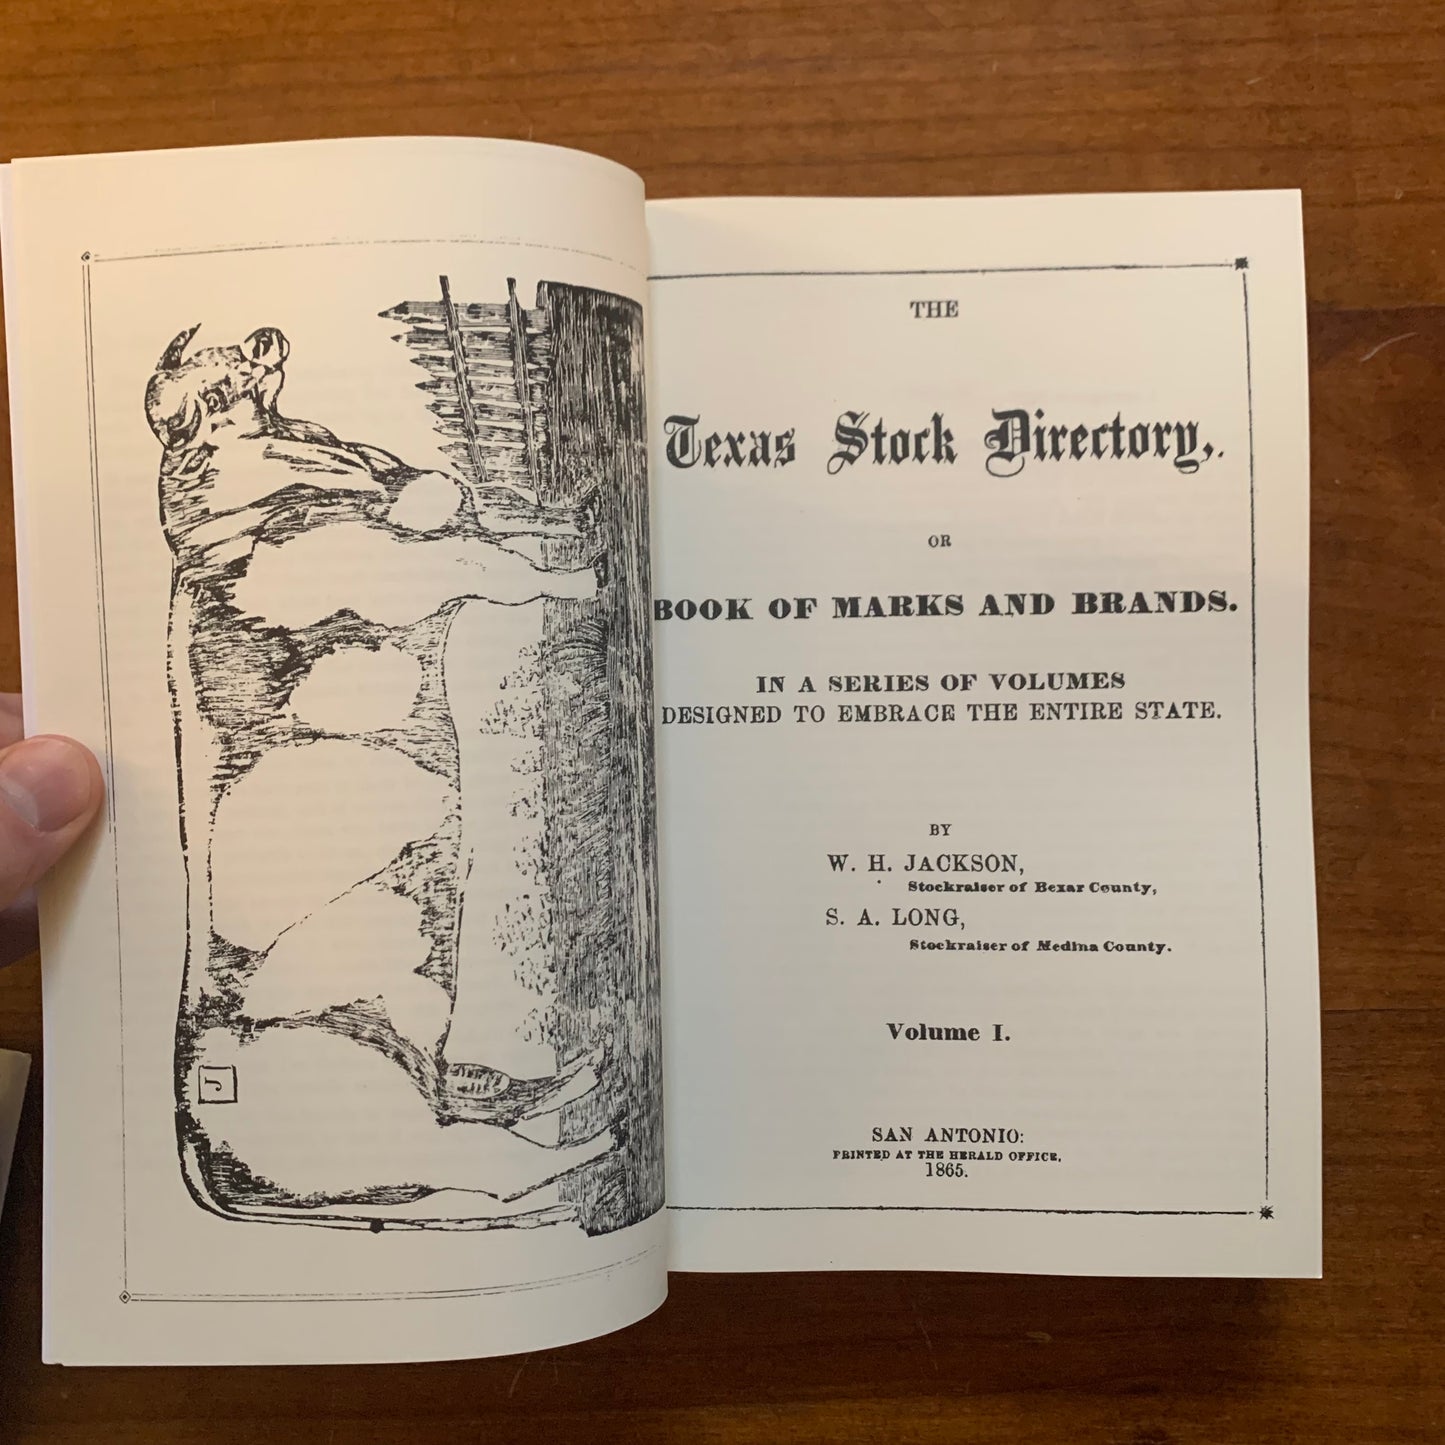 J
THE
Texas Stock Directory,
OR
BOOK OF MARKS AND BRANDS.
IN A SERIES OF VOLUMES
DESIGNED TO EMBRACE THE ENTIRE STATE.
BY
W. H. JACKSON,
Stockraiser of Bexar County,
S. A. LONG,
Stockraiser of Medina County.
Volume I.
SAN ANTONIO:
PRINTED AT THE HERALD OFFICE,
1865.